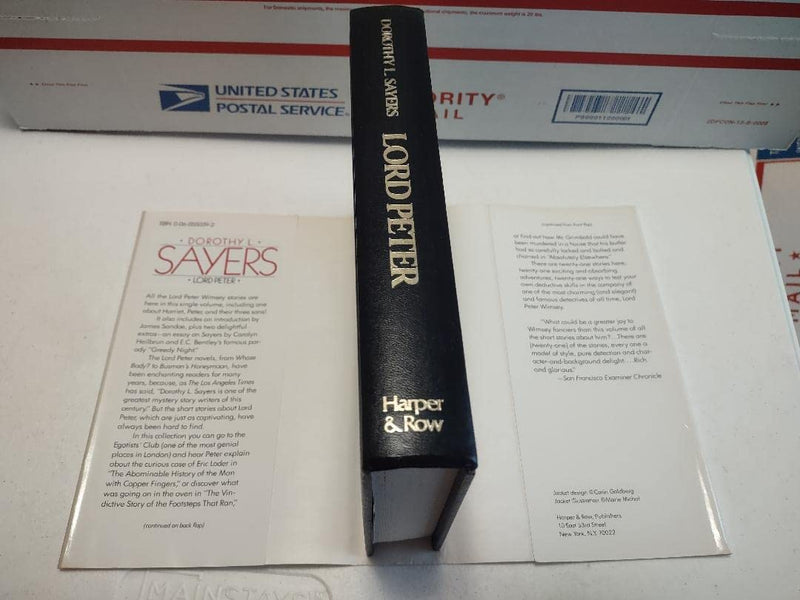 For Domestic shipments, the maximum weight is 20 lbs.
UNITED STATES
POSTAL SERVICE
ORITY®
AIL
DOROTHY L. SAYERS
LORD PETER
Harper
& Row
DOROTHY L.
SAYERS
· LORD PETER ·
All the Lord Peter Wimsey stories are
here in this single volume, including one
about Harriet, Peter, and their three sons!
It also includes an introduction by
James Sandoe, plus two delightful
extras—an essay on Sayers by Carolyn
Heilbrun and E.C. Bentley's famous par-
ody "Greedy Night".
The Lord Peter novels, from Whose
Body? to Busman's Honeymoon, have
been enchanting readers for many
years, because, as The Los Angeles Times
has said, "Dorothy L. Sayers is one of the
greatest mystery story writers of this
century." But the short stories about Lord
Peter, which are just as captivating, have
always been hard to find.
In this collection you can go to the
Egotists' Club (one of the most genial
places in London) and hear Peter explain
about the curious case of Eric Loder in
"The Abominable History of the Man
with Copper Fingers," or discover what
was going on in the oven in "The Vin-
dictive Story of the Footsteps That Ran,"
(continued on back flap)
(continued from front flap)
or find out how Mr. Grimbold could have
been murdered in a house that his butler
had so carefully locked and bolted and
chained in "Absolutely Elsewhere."
There are twenty-one stories here,
twenty-one exciting and absorbing
adventures, twenty-one ways to test your
own deductive skills in the company of
one of the most charming (and elegant)
and famous detectives of all time, Lord
Peter Wimsey.
"What could be a greater joy to
Wimsey fanciers than this volume of all
the short stories about him?... There are
[twenty-one] of the stories, every one a
model of style, pure detection and char-
acter-and-background delight.... Rich
and glorious."
—San Francisco Examiner Chronicle
Jacket design © Carin Goldberg
Harper & Row, Publishers
10 East 53rd Street
New York, N.Y. 10022
MAINSTAYS